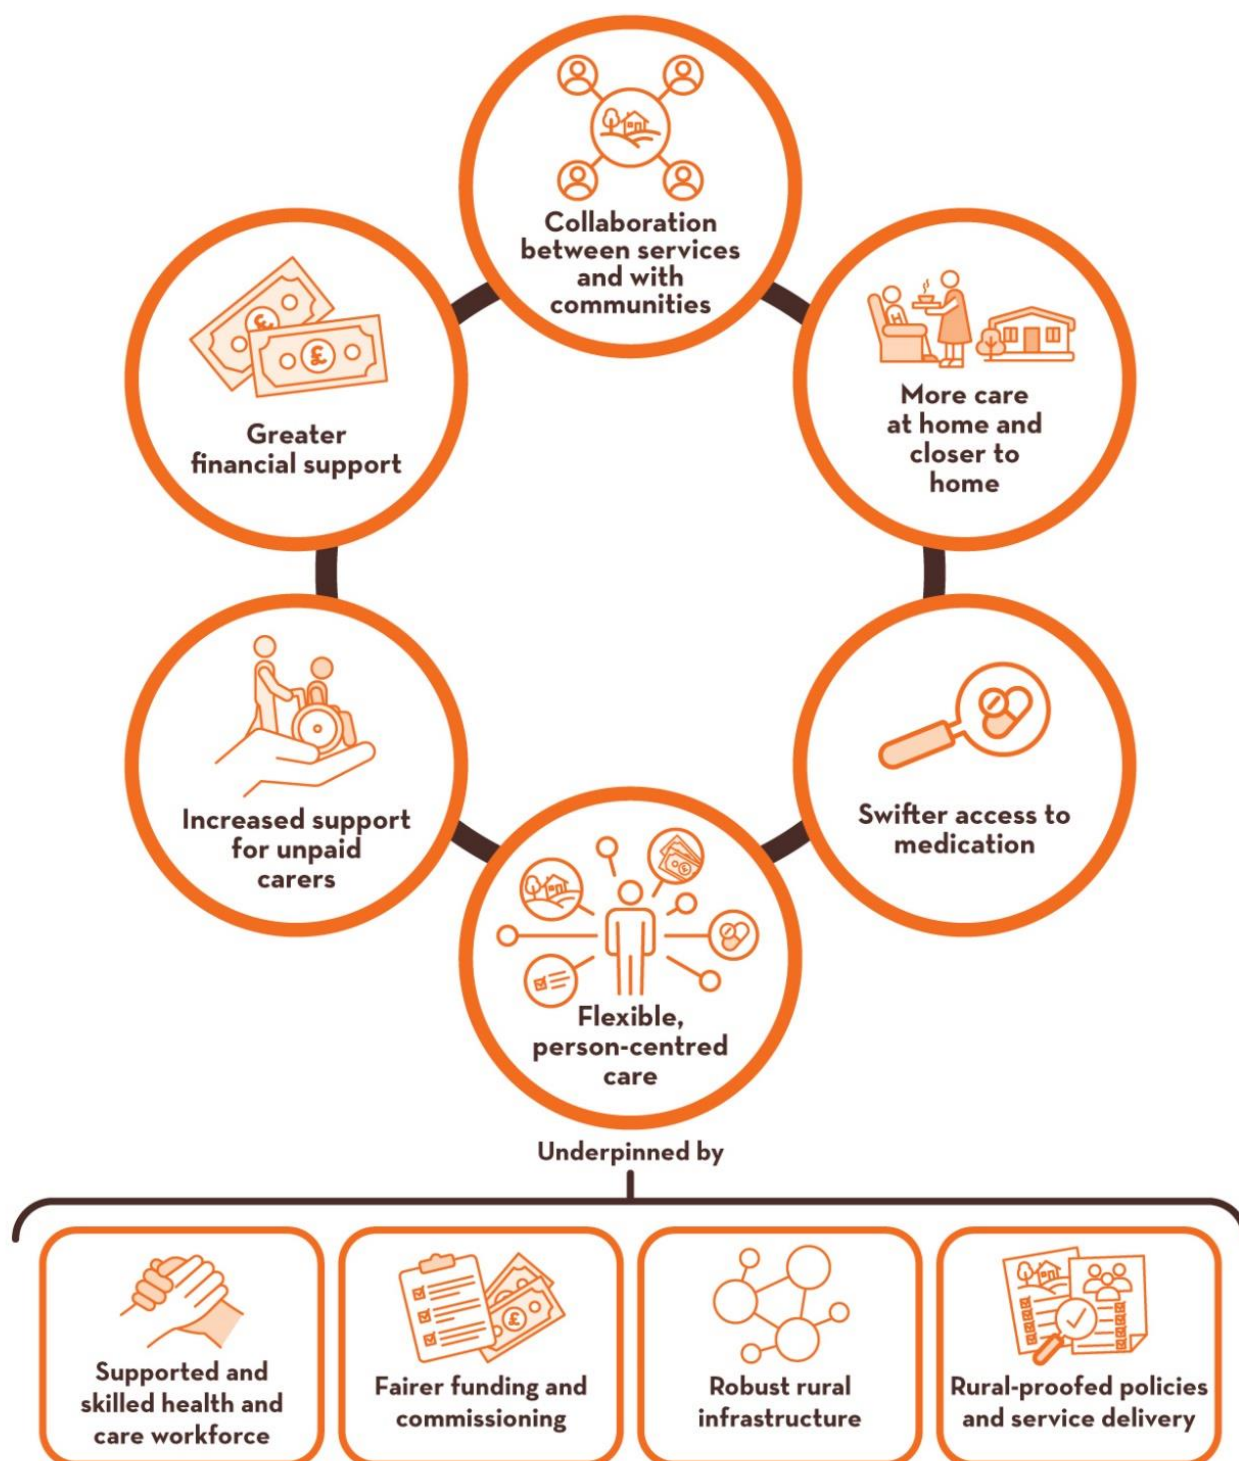 Collaboration
between services
and with
communities
Greater
financial support
More care
at home and
closer to
home
Increased support
for unpaid
carers
Swifter access to
medication
Flexible,
person-centred
care
Underpinned by
Supported and
skilled health and
care workforce
Fairer funding and
commissioning
Robust rural
infrastructure
Rural-proofed policies
and service delivery